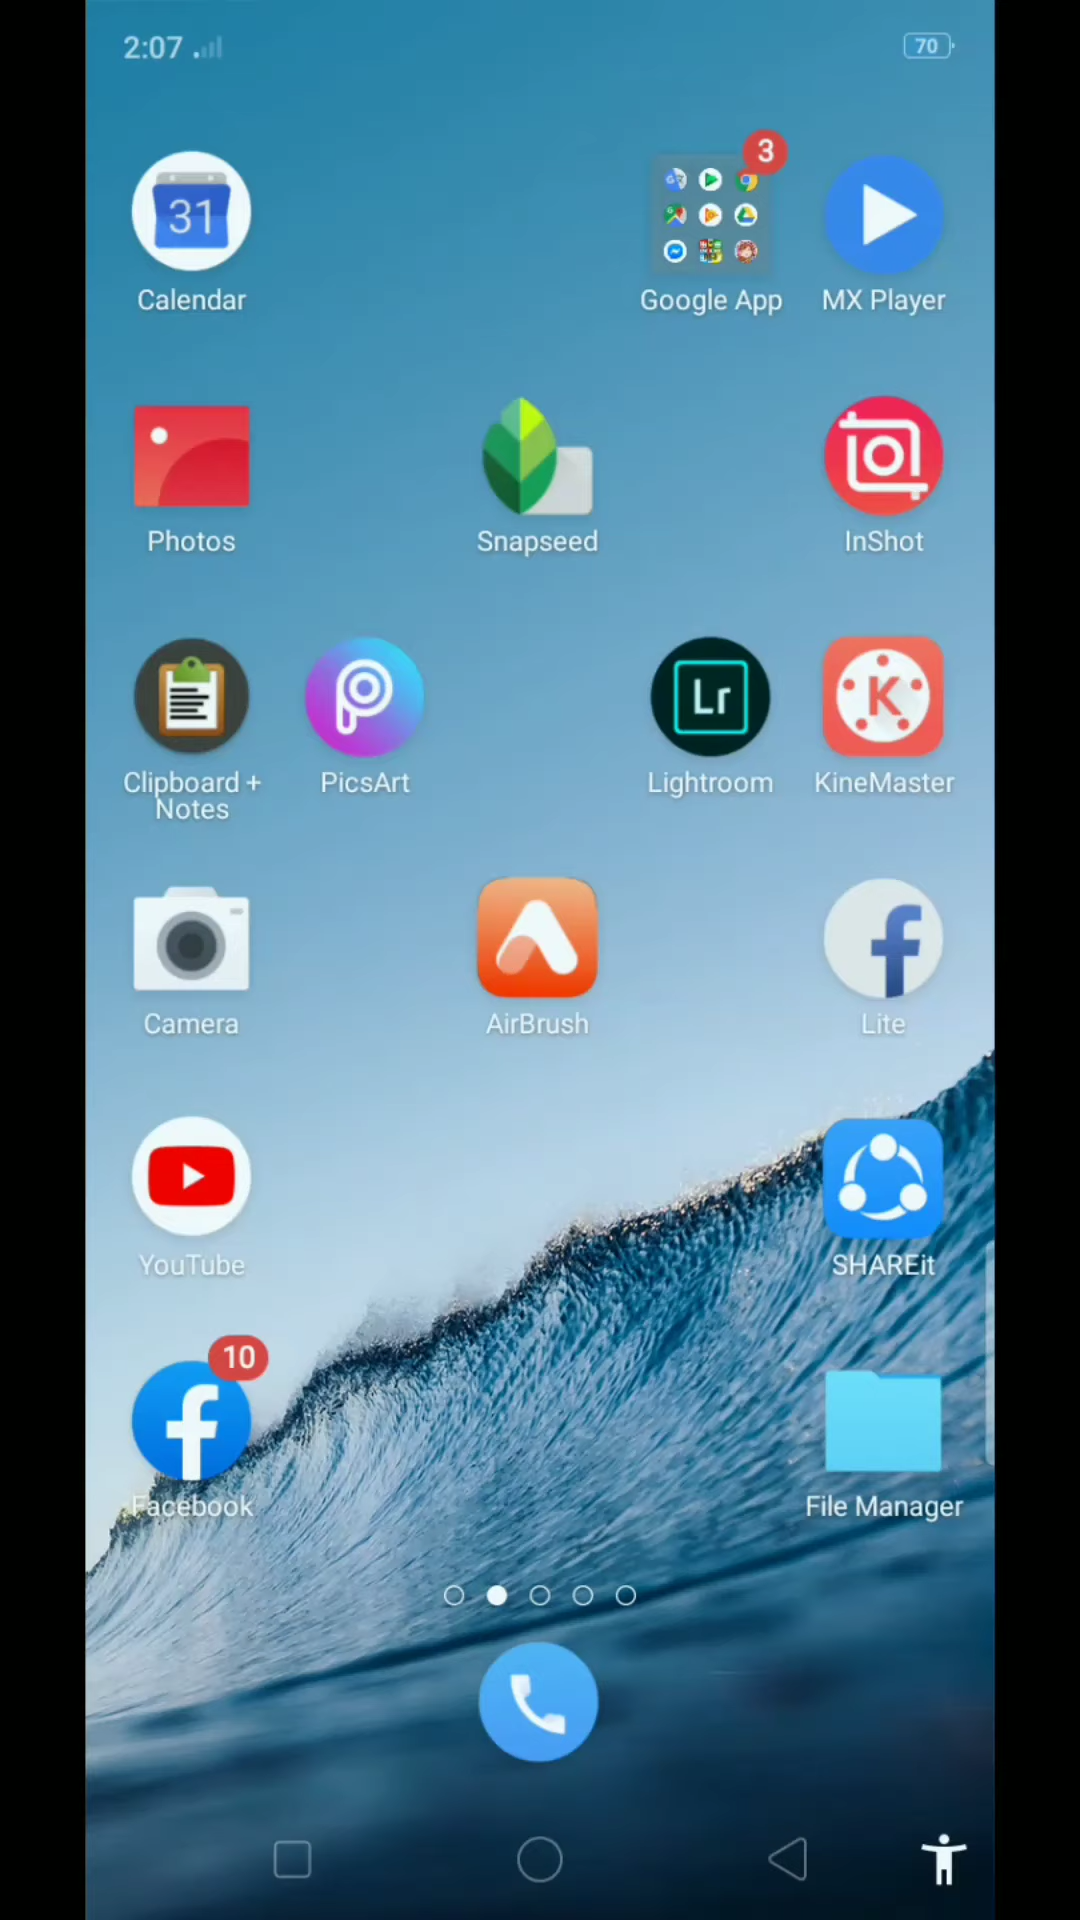 2:07
70
31
3
Calendar
Google App
MX Player
Photos
Snapseed
InShot
Lr
K
Clipboard +
Notes
PicsArt
Lightroom
KineMaster
Camera
AirBrush
Lite
YouTube
SHAREit
10
Facebook
File Manager